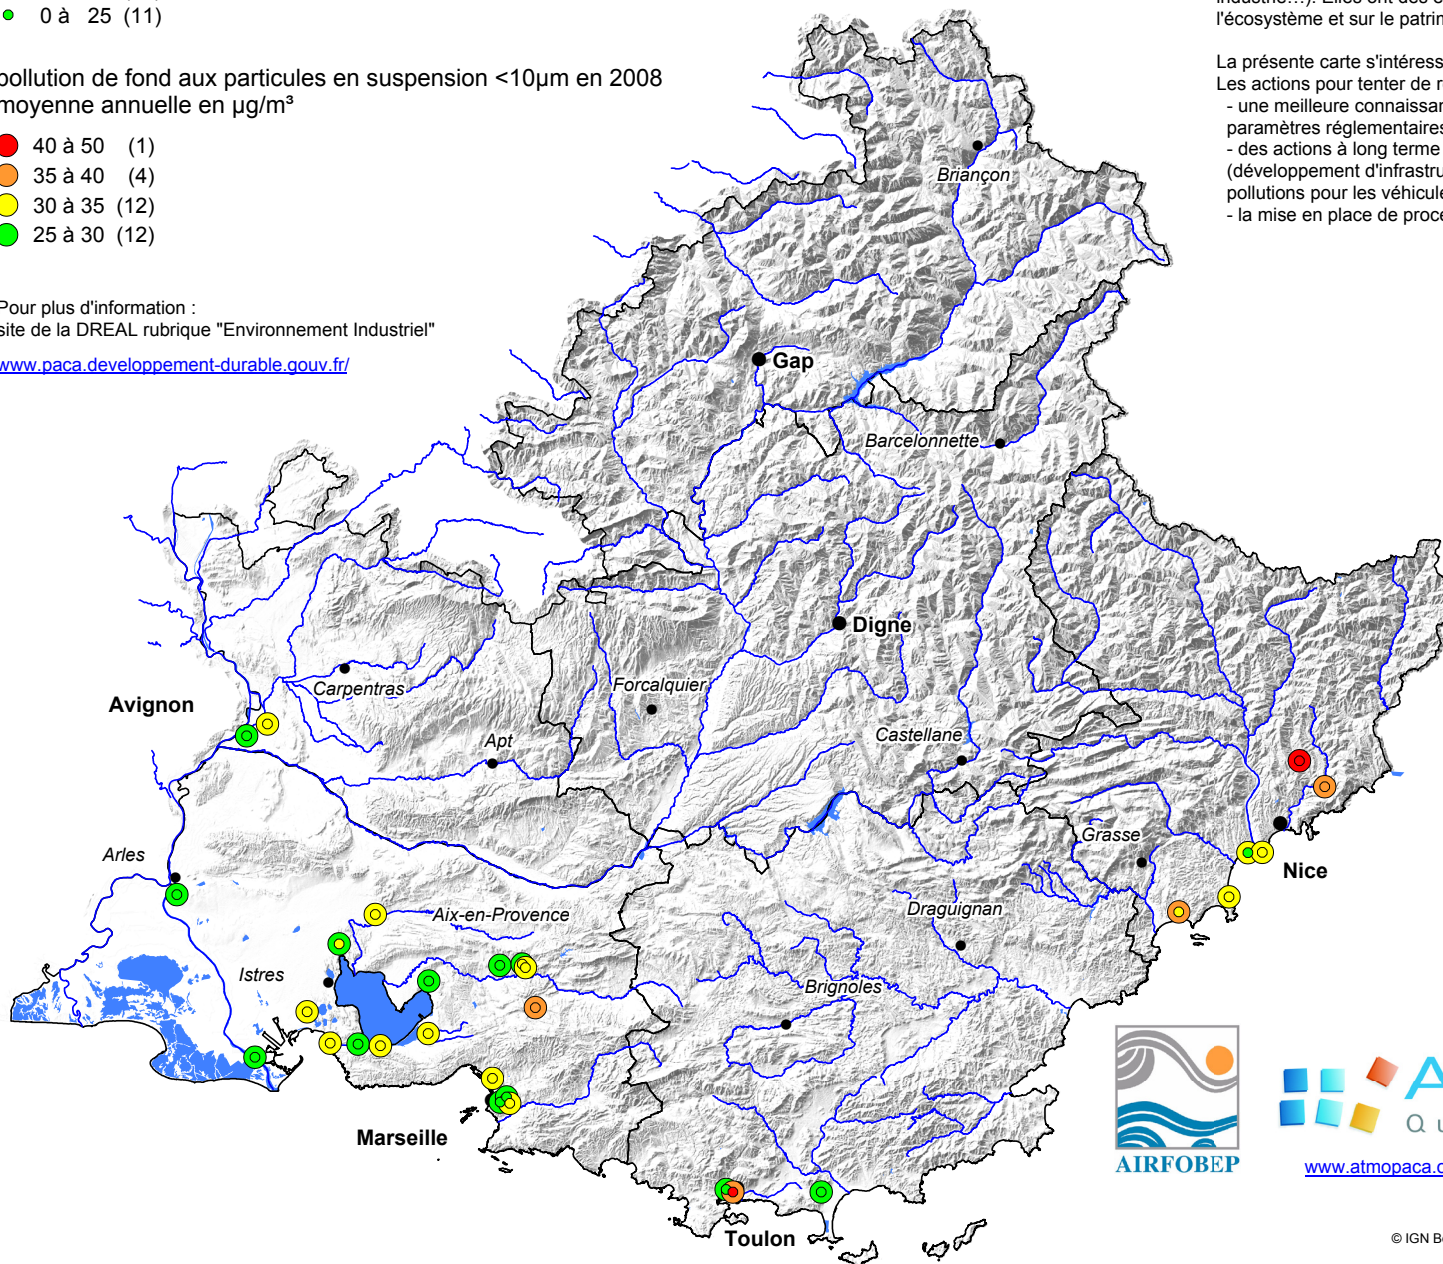 0 à 25 (11)
pollution de fond aux particules en suspension <10µm en 2008
moyenne annuelle en µg/m³
40 à 50 (1)
35 à 40 (4)
30 à 35 (12)
25 à 30 (12)
Pour plus d'information :
site de la DREAL rubrique "Environnement Industriel"
www.paca.developpement-durable.gouv.fr/
l'écosystème et sur le patrim
La présente carte s'intéress
Les actions pour tenter de r
- une meilleure connaissan
paramètres réglementaires
- des actions à long terme
(développement d'infrastru
pollutions pour les véhicule
- la mise en place de proce
Briançon
Gap
Barcelonnette
Digne
Carpentras
Forcalquier
Avignon
Apt
Castellane
Arles
Grasse
Nice
Aix-en-Provence
Draguignan
Istres
Brignoles
Marseille
Toulon
AIRFOBEP
A
Qu
www.atmopaca.o
© IGN B